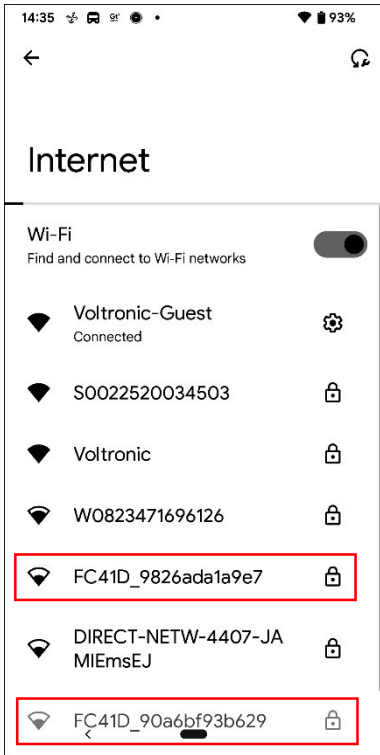 14:35 93%
Internet
Wi-Fi
Find and connect to Wi-Fi networks
Voltronic-Guest
Connected
S0022520034503
Voltronic
W0823471696126
FC41D_9826ada1a9e7
DIRECT-NETW-4407-JA
MIEmsEJ
FC41D_90a6bf93b629